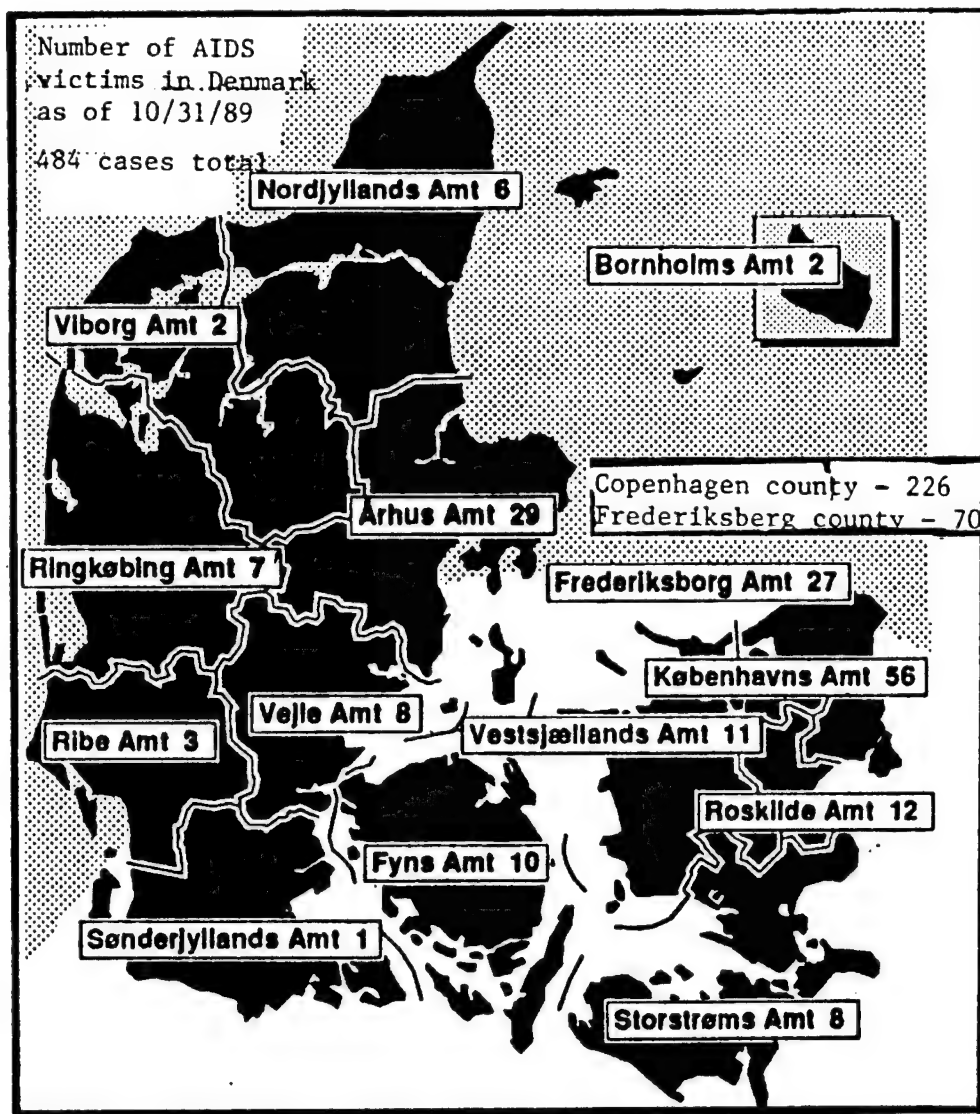 Number of AIDS
victims in Denmark
as of 10/31/89
484 cases total
Nordjyllands Amt 6
Bornholms Amt 2
Viborg Amt 2
Copenhagen county - 226
Frederiksberg county - 70
Århus Amt 29
Ringkøbing Amt 7
Frederiksborg Amt 27
Københavns Amt 56
Vejle Amt 8
Ribe Amt 3
Vestsjællands Amt 11
Roskilde Amt 12
Fyns Amt 10
Sønderjyllands Amt 1
Storstrøms Amt 8